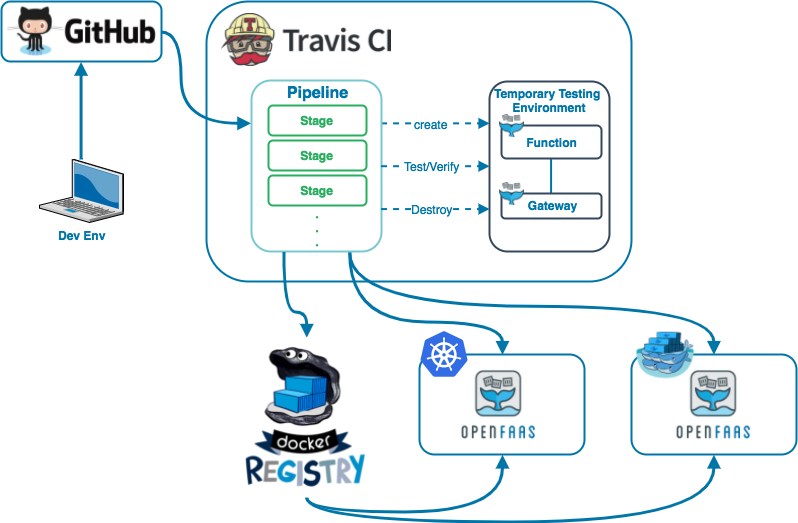 GitHub
Travis CI
Pipeline
Stage
Stage
Stage
create
Test/Verify
Destroy
Temporary Testing
Environment
Function
Gateway
Dev Env
docker
REGISTRY
OPENFAAS
OPENFAAS